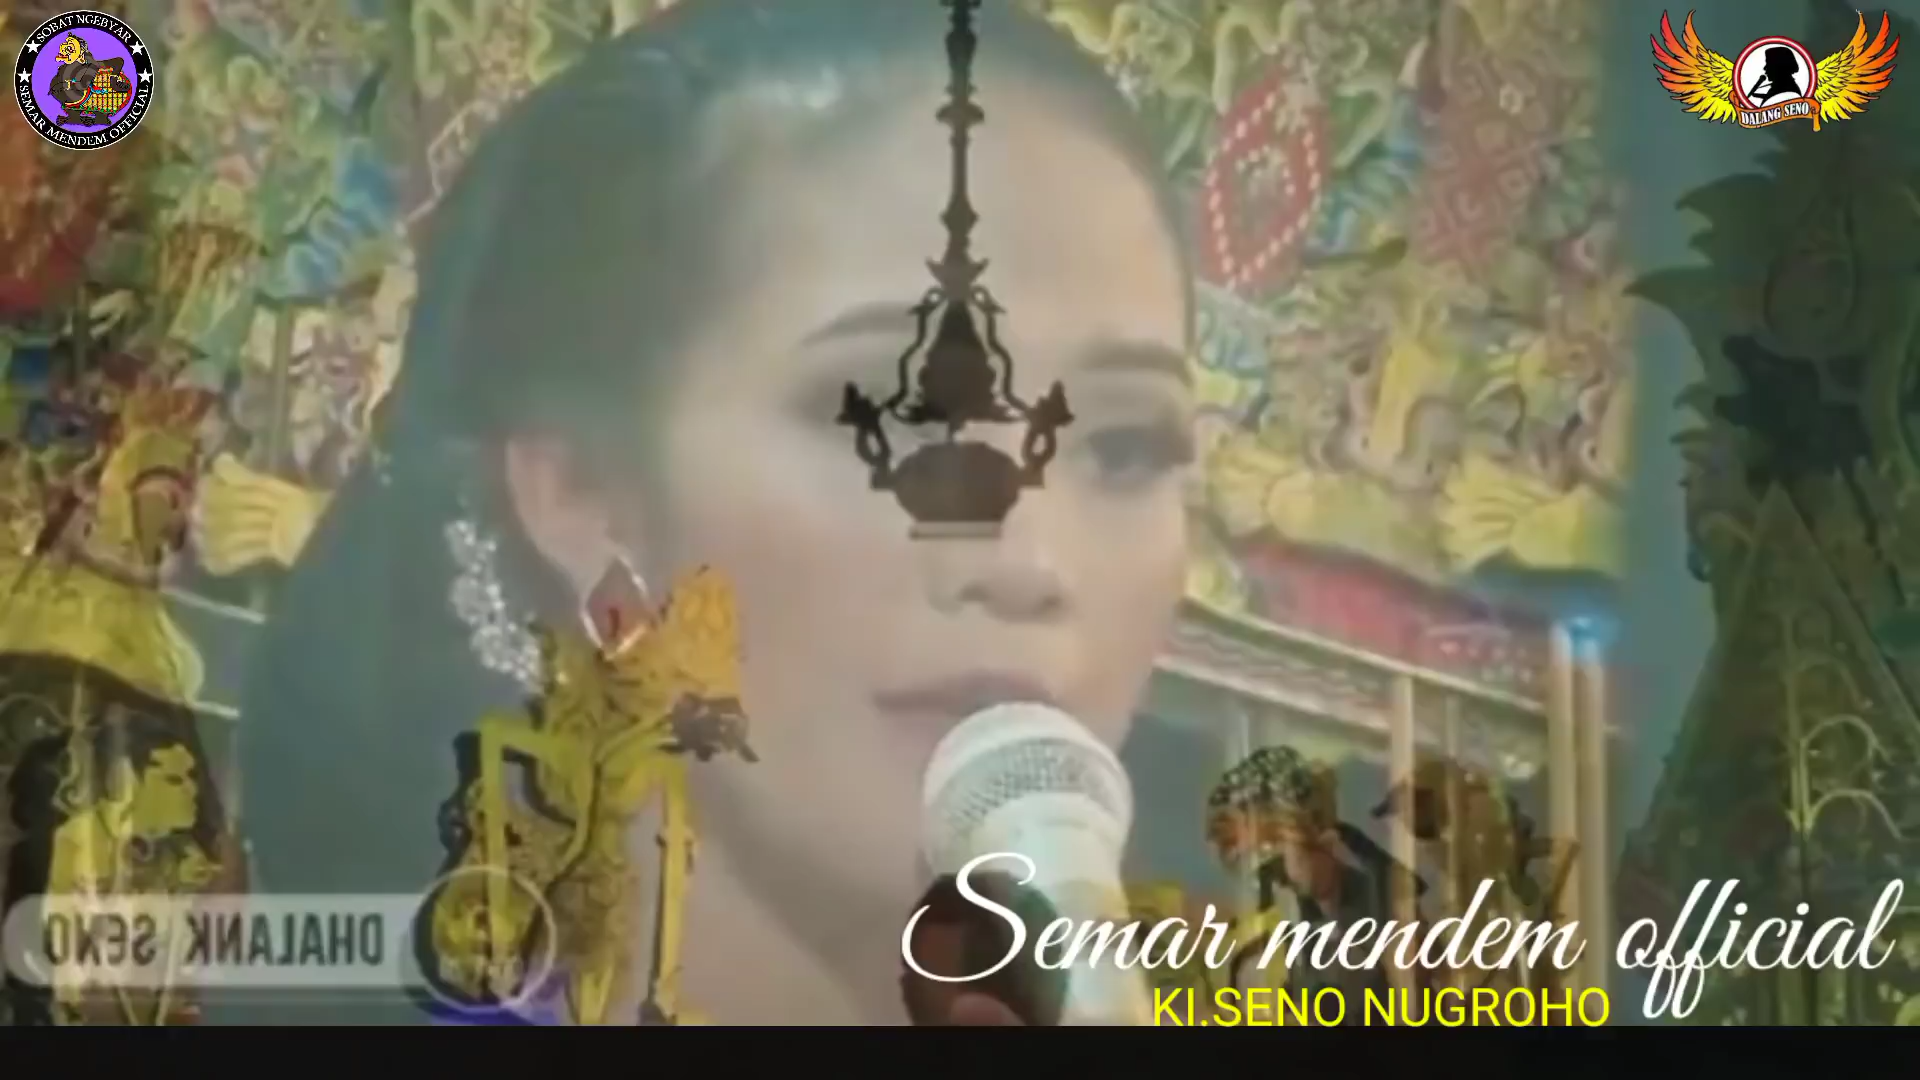 SOBAT NGEBYAR
SEMAR MENDEM OFFICIAL
DALANG SENO
DHALANK SENO
Semar mendem official
KI.SENO NUGROHO